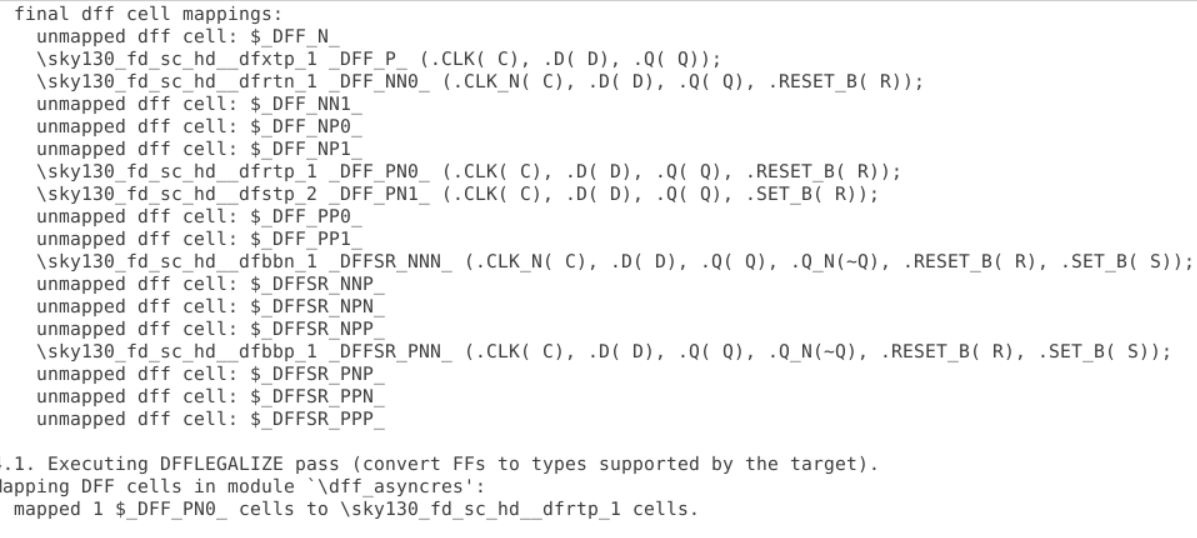 final dff cell mappings:
unmapped dff cell: $_DFF_N_
\sky130_fd_sc_hd__dfxtp_1 _DFF_P_ (.CLK( C), .D( D), .Q( Q));
\sky130_fd_sc_hd__dfrtn_1 _DFF_NN0_ (.CLK_N( C), .D( D), .Q( Q), .RESET_B( R));
unmapped dff cell: $_DFF_NN1_
unmapped dff cell: $_DFF_NP0_
unmapped dff cell: $_DFF_NP1_
\sky130_fd_sc_hd__dfrtp_1 _DFF_PN0_ (.CLK( C), .D( D), .Q( Q), .RESET_B( R));
\sky130_fd_sc_hd__dfstp_2 _DFF_PN1_ (.CLK( C), .D( D), .Q( Q), .SET_B( R));
unmapped dff cell: $_DFF_PP0_
unmapped dff cell: $_DFF_PP1_
\sky130_fd_sc_hd__dfbbn_1 _DFFSR_NNN_ (.CLK_N( C), .D( D), .Q( Q), .Q_N(~Q), .RESET_B( R), .SET_B( S));
unmapped dff cell: $_DFFSR_NNP_
unmapped dff cell: $_DFFSR_NPN_
unmapped dff cell: $_DFFSR_NPP_
\sky130_fd_sc_hd__dfbbp_1 _DFFSR_PNN_ (.CLK( C), .D( D), .Q( Q), .Q_N(~Q), .RESET_B( R), .SET_B( S));
unmapped dff cell: $_DFFSR_PNP_
unmapped dff cell: $_DFFSR_PPN_
unmapped dff cell: $_DFFSR_PPP_
.1. Executing DFFLEGALIZE pass (convert FFs to types supported by the target).
apping DFF cells in module `\dff_asyncres':
mapped 1 $_DFF_PN0_ cells to \sky130_fd_sc_hd__dfrtp_1 cells.